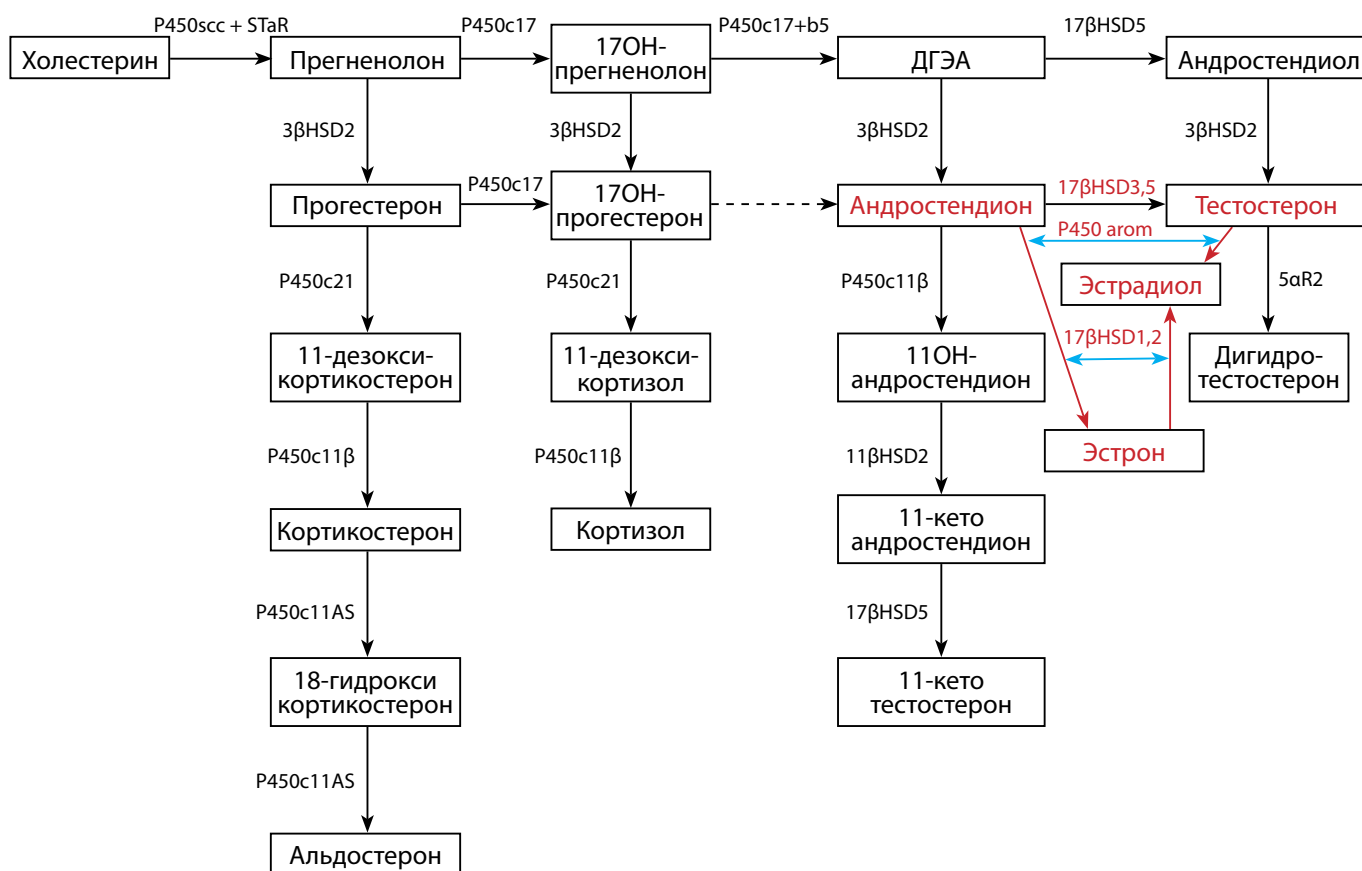 P450scc + STaR
P450c17
P450c17+b5
17βHSD5
Холестерин
Прегненолон
17ОН-
прегненолон
ДГЭА
Андростендиол
3βHSD2
3βHSD2
3βHSD2
3βHSD2
Прогестерон
P450c17
17ОН-
прогестерон
Андростендион
17βHSD3,5
Тестостерон
P450 arom
P450c21
P450c21
P450c11β
Эстрадиол
5αR2
11-дезокси-
кортикостерон
11-дезокси-
кортизол
11ОН-
андростендион
17βHSD1,2
Дигидро-
тестостерон
P450c11β
P450c11β
11βHSD2
Эстрон
Кортикостерон
Кортизол
11-кето
андростендион
P450c11AS
17βHSD5
18-гидрокси
кортикостерон
11-кето
тестостерон
P450c11AS
Альдостерон